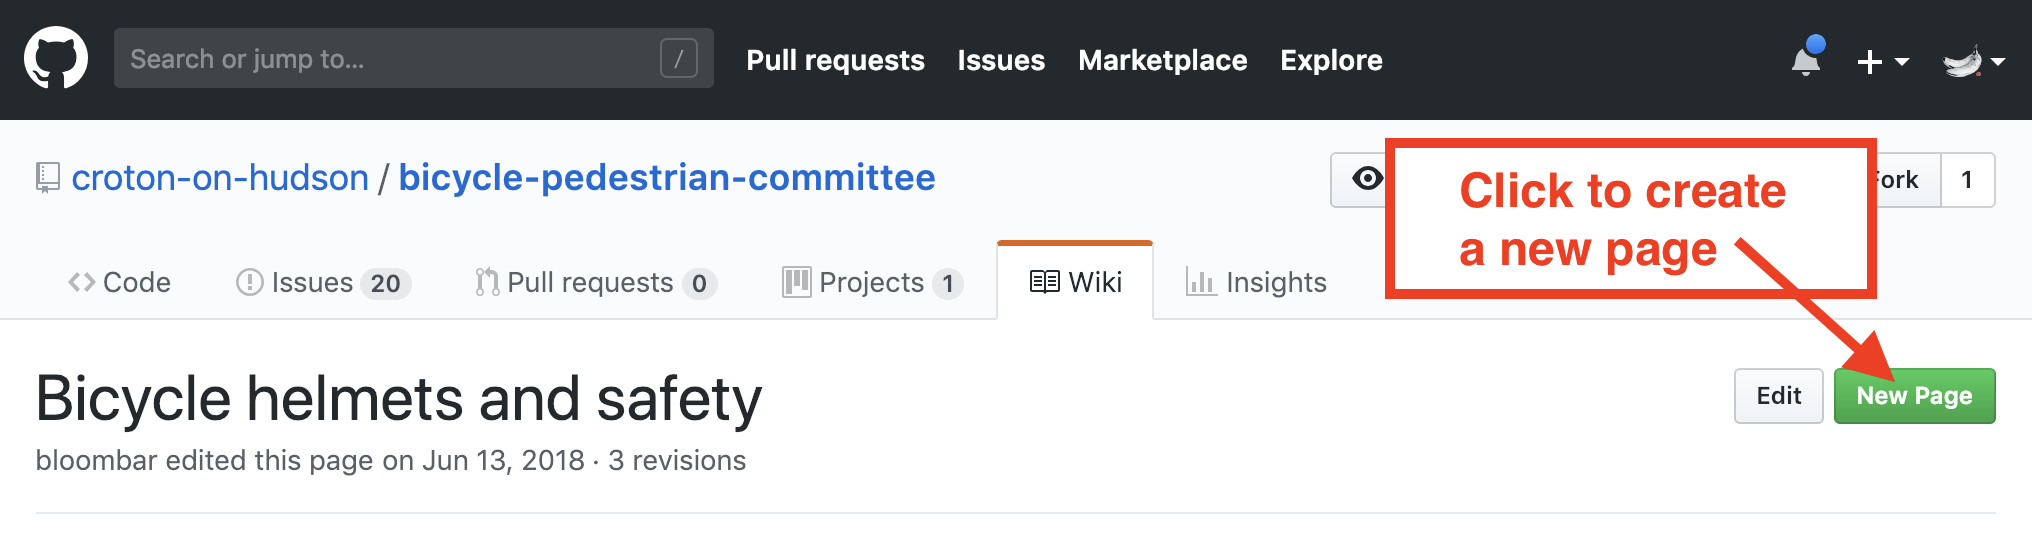 Search or jump to... /
Pull requests Issues Marketplace Explore
croton-on-hudson / bicycle-pedestrian-committee
Click to create
a new page
Fork 1
Code Issues 20 Pull requests 0 Projects 1 Wiki Insights
Bicycle helmets and safety
Edit New Page
bloombar edited this page on Jun 13, 2018 · 3 revisions